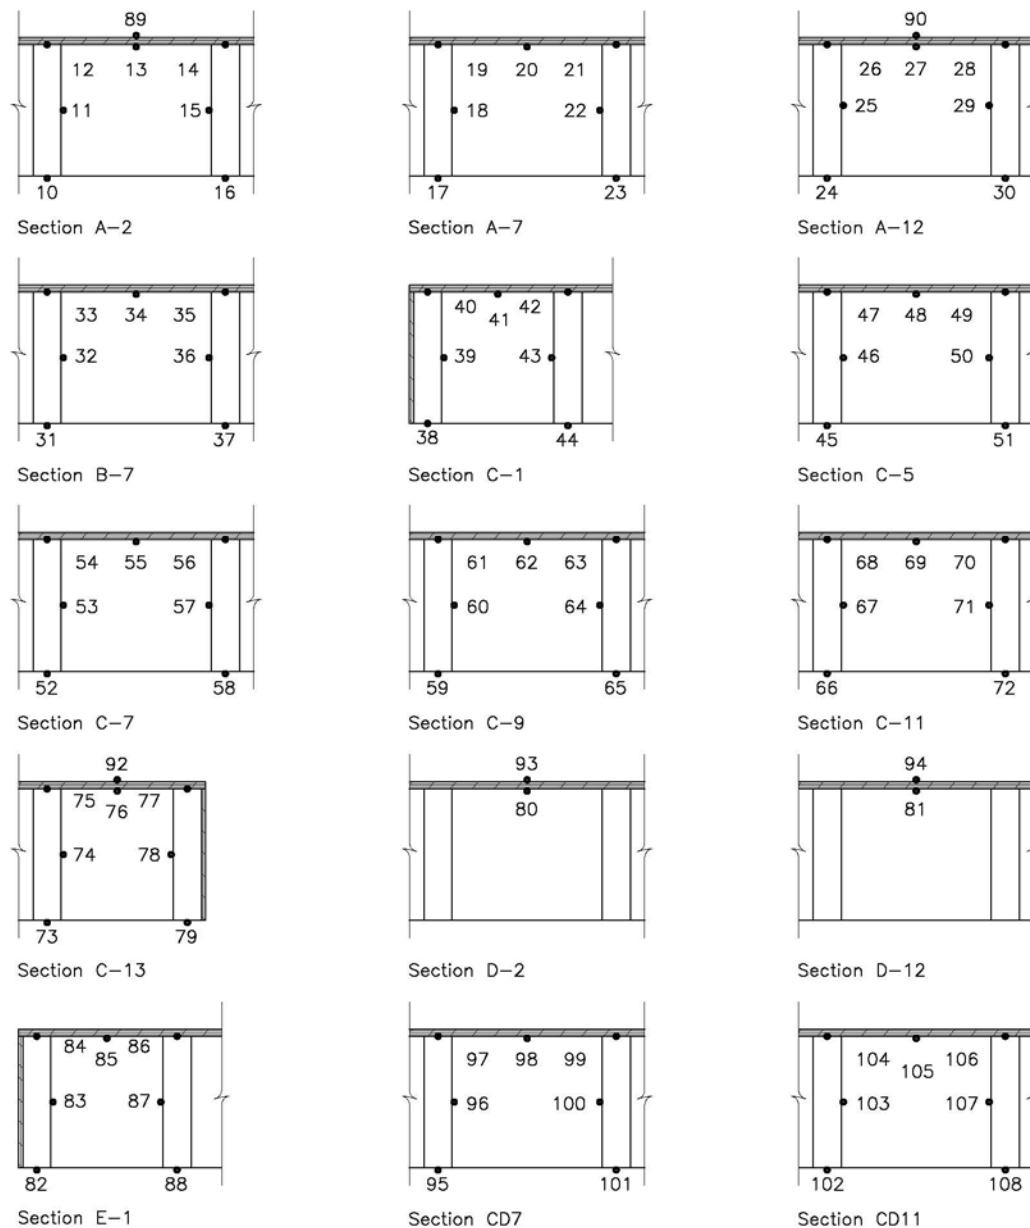 89 90
12 13 14 19 20 21 26 27 28
11 15 18 22 25 29
10 16 17 23 24 30
Section A-2 Section A-7 Section A-12
33 34 35 40 41 42 47 48 49
32 36 39 43 46 50
31 37 38 44 45 51
Section B-7 Section C-1 Section C-5
54 55 56 61 62 63 68 69 70
53 57 60 64 67 71
52 58 59 65 66 72
Section C-7 Section C-9 Section C-11
92 93 94
75 76 77 80 81
74 78
73 79
Section C-13 Section D-2 Section D-12
84 85 86 97 98 99 104 105 106
83 87 96 100 103 107
82 88 95 101 102 108
Section E-1 Section CD7 Section CD11